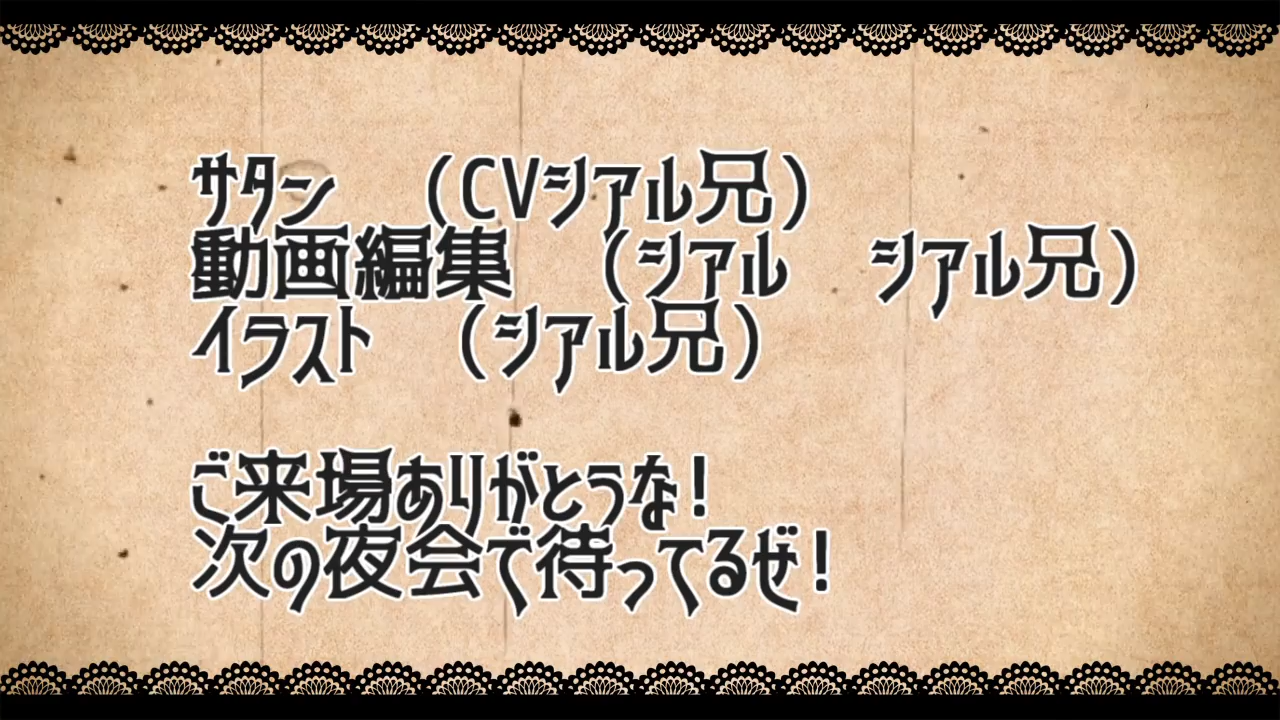 サタン　（CVシアル兄）
動画編集　（シアル　シアル兄）
イラスト　（シアル兄）
ご来場ありがとうな！
次の夜会で待ってるぜ！